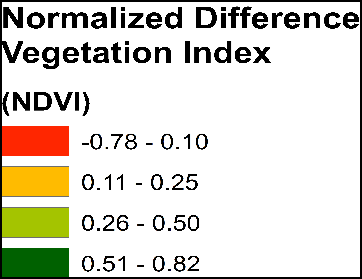 Normalized Difference
Vegetation Index
(NDVI)
-0.78 - 0.10
0.11 - 0.25
0.26 - 0.50
0.51 - 0.82